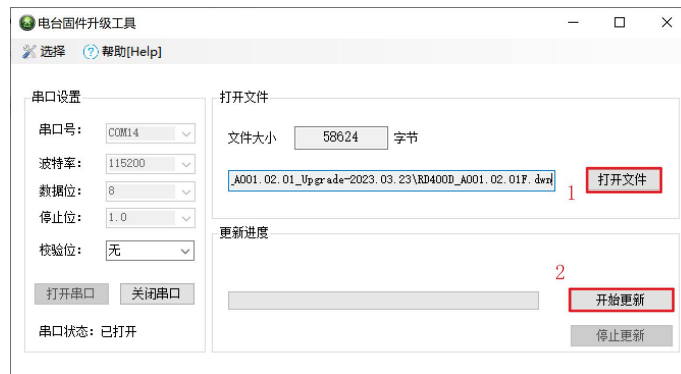 电台固件升级工具
选择 帮助[Help]
串口设置
串口号： COM14
波特率： 115200
数据位： 8
停止位： 1.0
校验位： 无
打开串口 关闭串口
串口状态：已打开
打开文件
文件大小 58624 字节
_A001.02.01_Upgrade-2023.03.23\RD400D_A001.02.01F.dwn
1 打开文件
更新进度
2
开始更新
停止更新